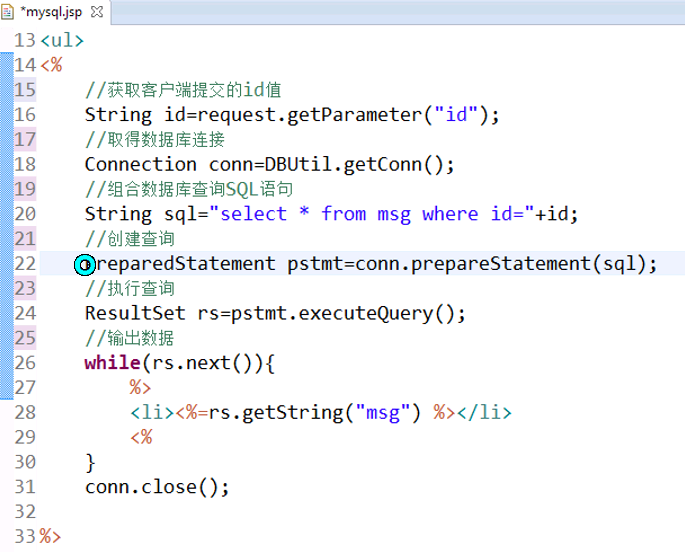 *mysql.jsp
13 <ul>
14 <%
15 //获取客户端提交的id值
16 String id=request.getParameter("id");
17 //取得数据库连接
18 Connection conn=DBUtil.getConn();
19 //组合数据库查询SQL语句
20 String sql="select * from msg where id="+id;
21 //创建查询
22 reparedStatement pstmt=conn.prepareStatement(sql);
23 //执行查询
24 ResultSet rs=pstmt.executeQuery();
25 //输出数据
26 while(rs.next()){
27 %>
28 <li><%=rs.getString("msg") %></li>
29 <%
30 }
31 conn.close();
32
33 %>